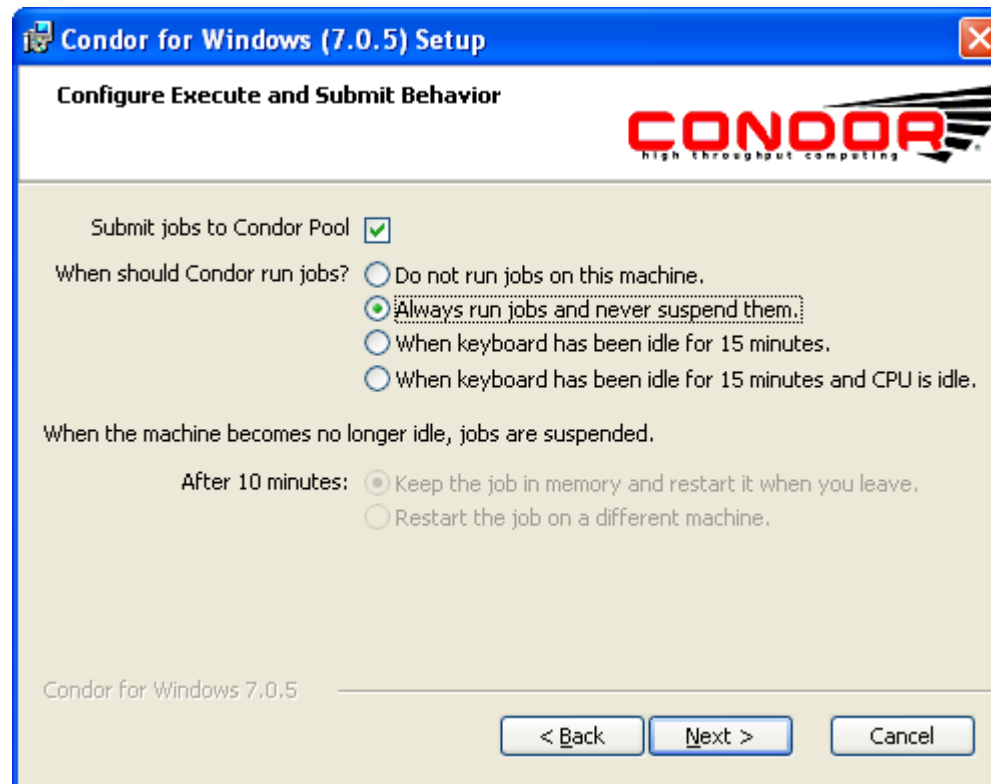 Condor for Windows (7.0.5) Setup
Configure Execute and Submit Behavior
CONDOR
high throughput computing
Submit jobs to Condor Pool
When should Condor run jobs? Do not run jobs on this machine.
Always run jobs and never suspend them.
When keyboard has been idle for 15 minutes.
When keyboard has been idle for 15 minutes and CPU is idle.
When the machine becomes no longer idle, jobs are suspended.
After 10 minutes: Keep the job in memory and restart it when you leave.
Restart the job on a different machine.
Condor for Windows 7.0.5
< Back Next > Cancel